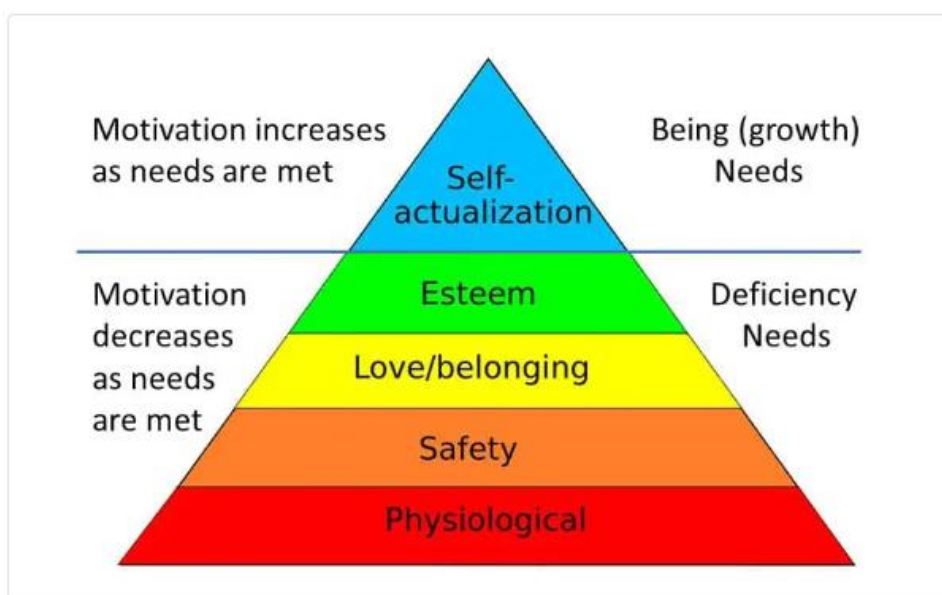 Motivation increases
as needs are met
Being (growth)
Needs
Self-
actualization
Motivation
decreases
as needs
are met
Deficiency
Needs
Esteem
Love/belonging
Safety
Physiological